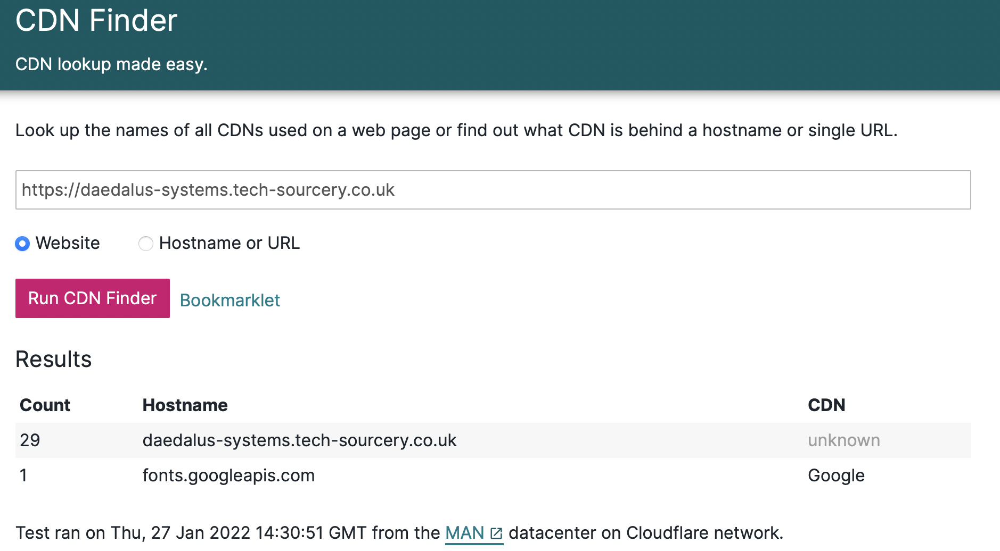 CDN Finder
CDN lookup made easy.
Look up the names of all CDNs used on a web page or find out what CDN is behind a hostname or single URL.
https://daedalus-systems.tech-sourcery.co.uk
Website Hostname or URL
Run CDN Finder Bookmarklet
Results
Count Hostname CDN
29 daedalus-systems.tech-sourcery.co.uk unknown
1 fonts.googleapis.com Google
Test ran on Thu, 27 Jan 2022 14:30:51 GMT from the MAN datacenter on Cloudflare network.